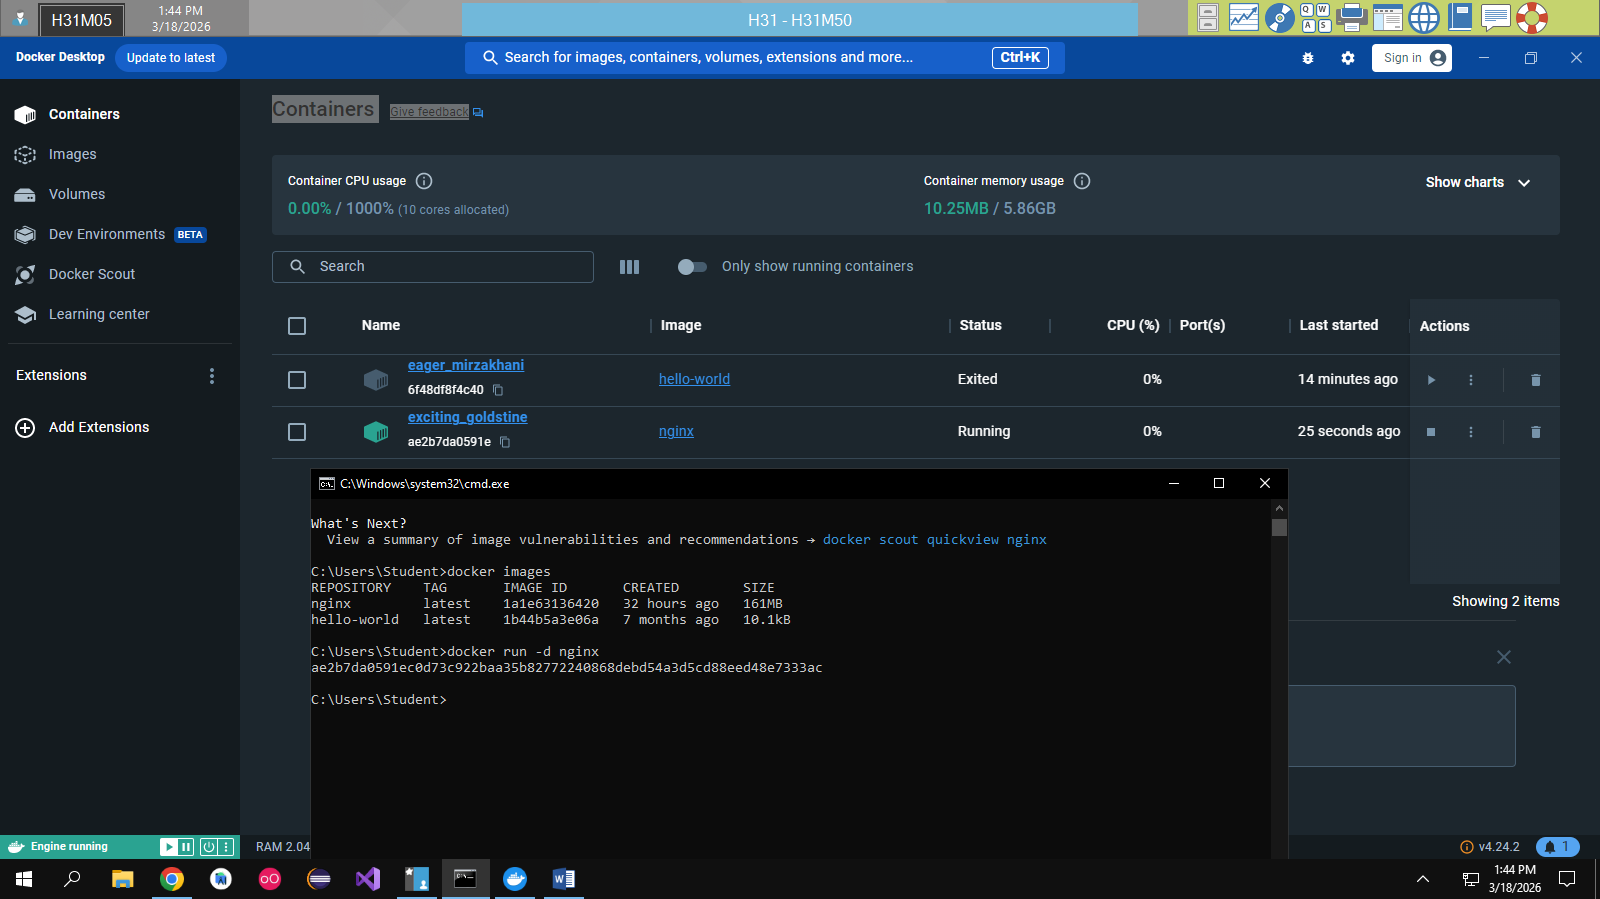 H31M05
1:44 PM
3/18/2026
H31 - H31M50
Q W
A S
Docker Desktop
Update to latest
Search for images, containers, volumes, extensions and more...
Ctrl+K
Sign in
Containers
Images
Volumes
Dev Environments BETA
Docker Scout
Learning center
Extensions
Add Extensions
Containers
Give feedback
Container CPU usage
0.00% / 1000% (10 cores allocated)
Container memory usage
10.25MB / 5.86GB
Show charts
Search
Only show running containers
Name Image Status CPU (%) Port(s) Last started Actions
eager_mirzakhani
6f48df8f4c40
hello-world Exited 0% 14 minutes ago
exciting_goldstine
ae2b7da0591e
nginx Running 0% 25 seconds ago
Showing 2 items
C:\Windows\system32\cmd.exe
What's Next?
View a summary of image vulnerabilities and recommendations → docker scout quickview nginx
C:\Users\Student>docker images
REPOSITORY TAG IMAGE ID CREATED SIZE
nginx latest 1a1e63136420 32 hours ago 161MB
hello-world latest 1b44b5a3e06a 7 months ago 10.1kB
C:\Users\Student>docker run -d nginx
ae2b7da0591ec0d73c922baa35b82772240868debd54a3d5cd88eed48e7333ac
C:\Users\Student>
Engine running
RAM 2.04
v4.24.2
1
1:44 PM
3/18/2026